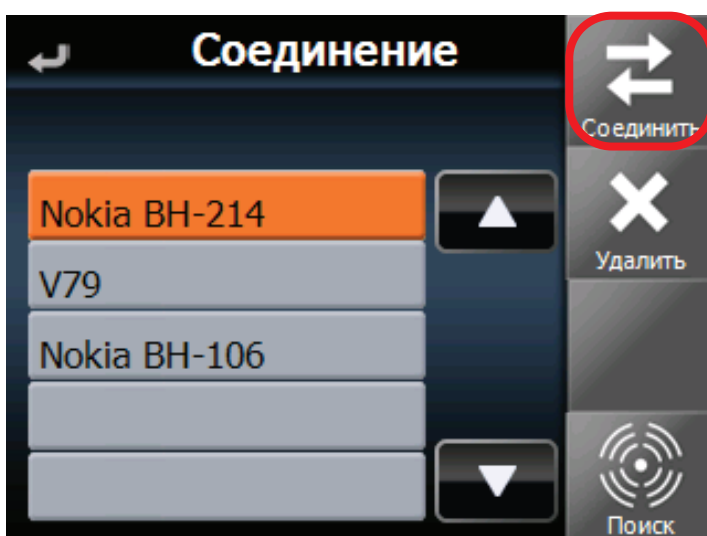 Соединение
Соединить
Nokia BH-214
V79
Nokia BH-106
Удалить
Поиск